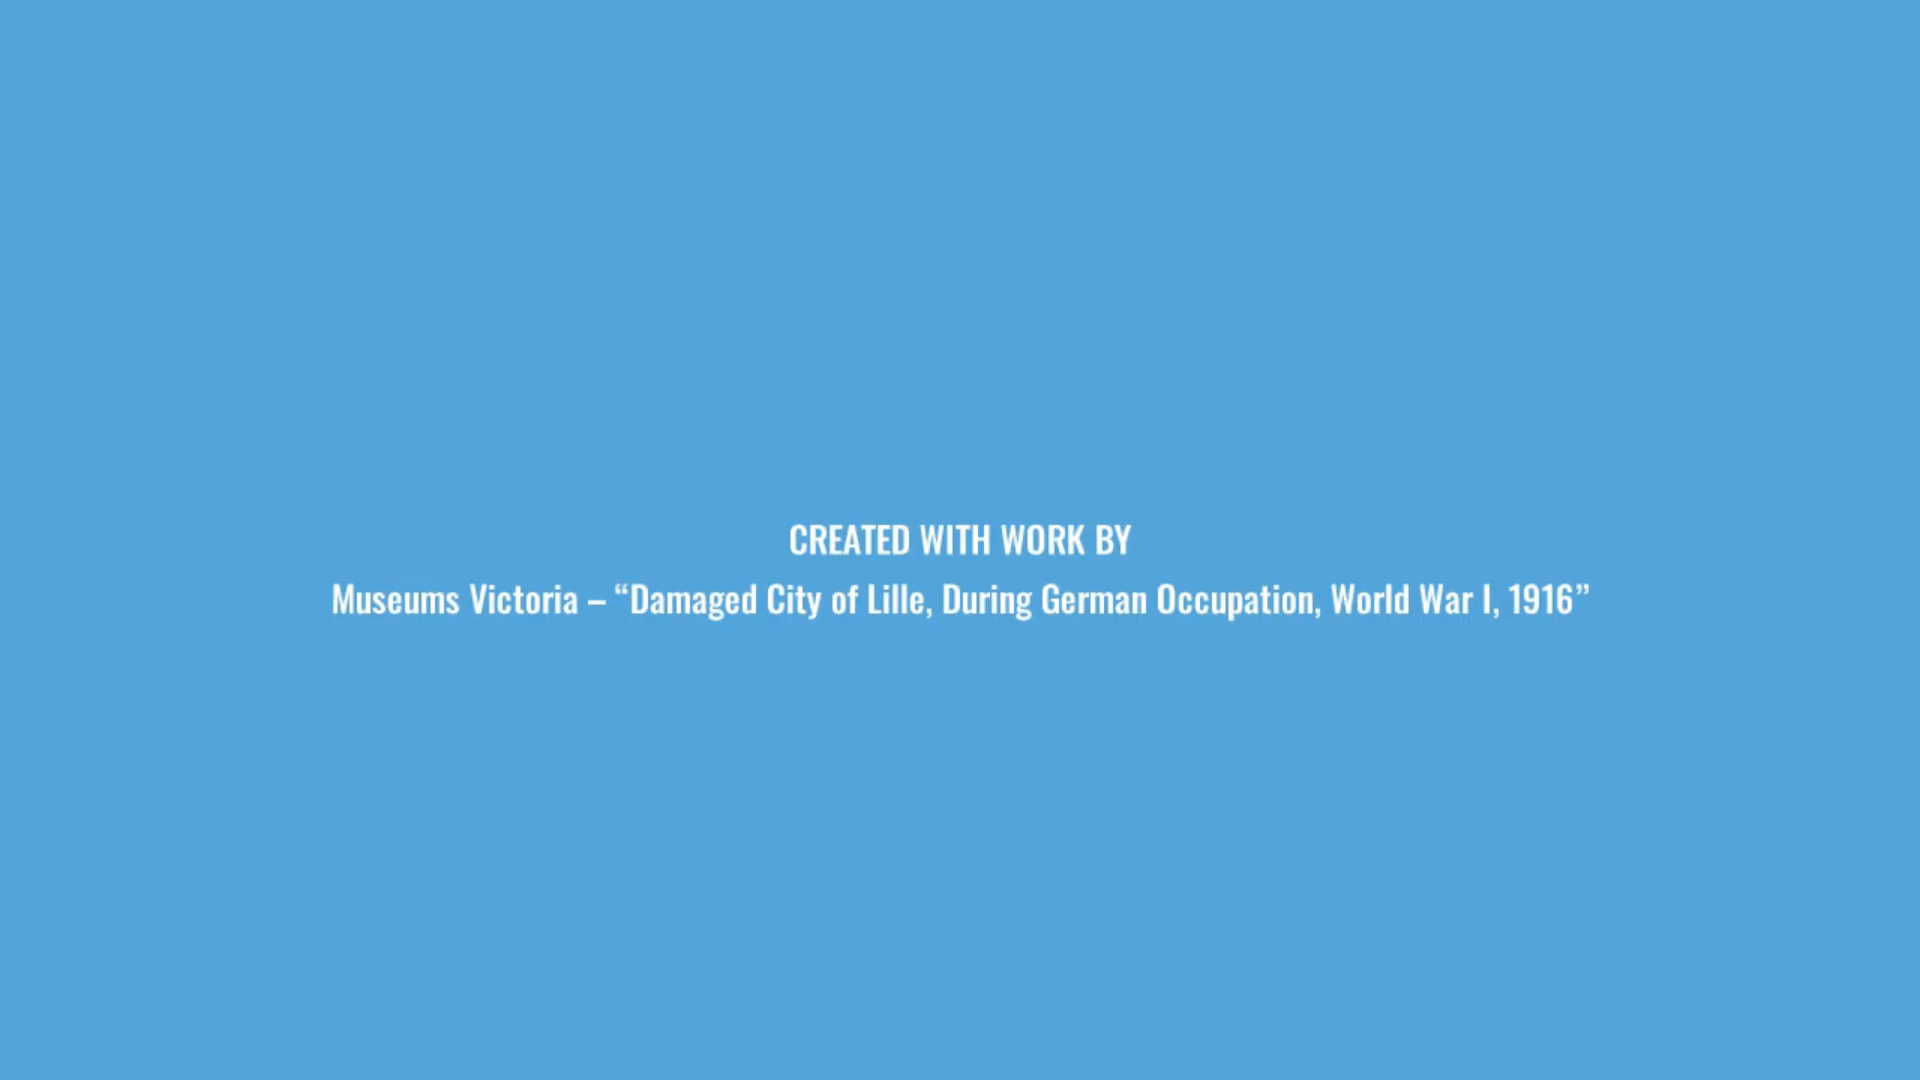 CREATED WITH WORK BY
Museums Victoria – “Damaged City of Lille, During German Occupation, World War I, 1916”